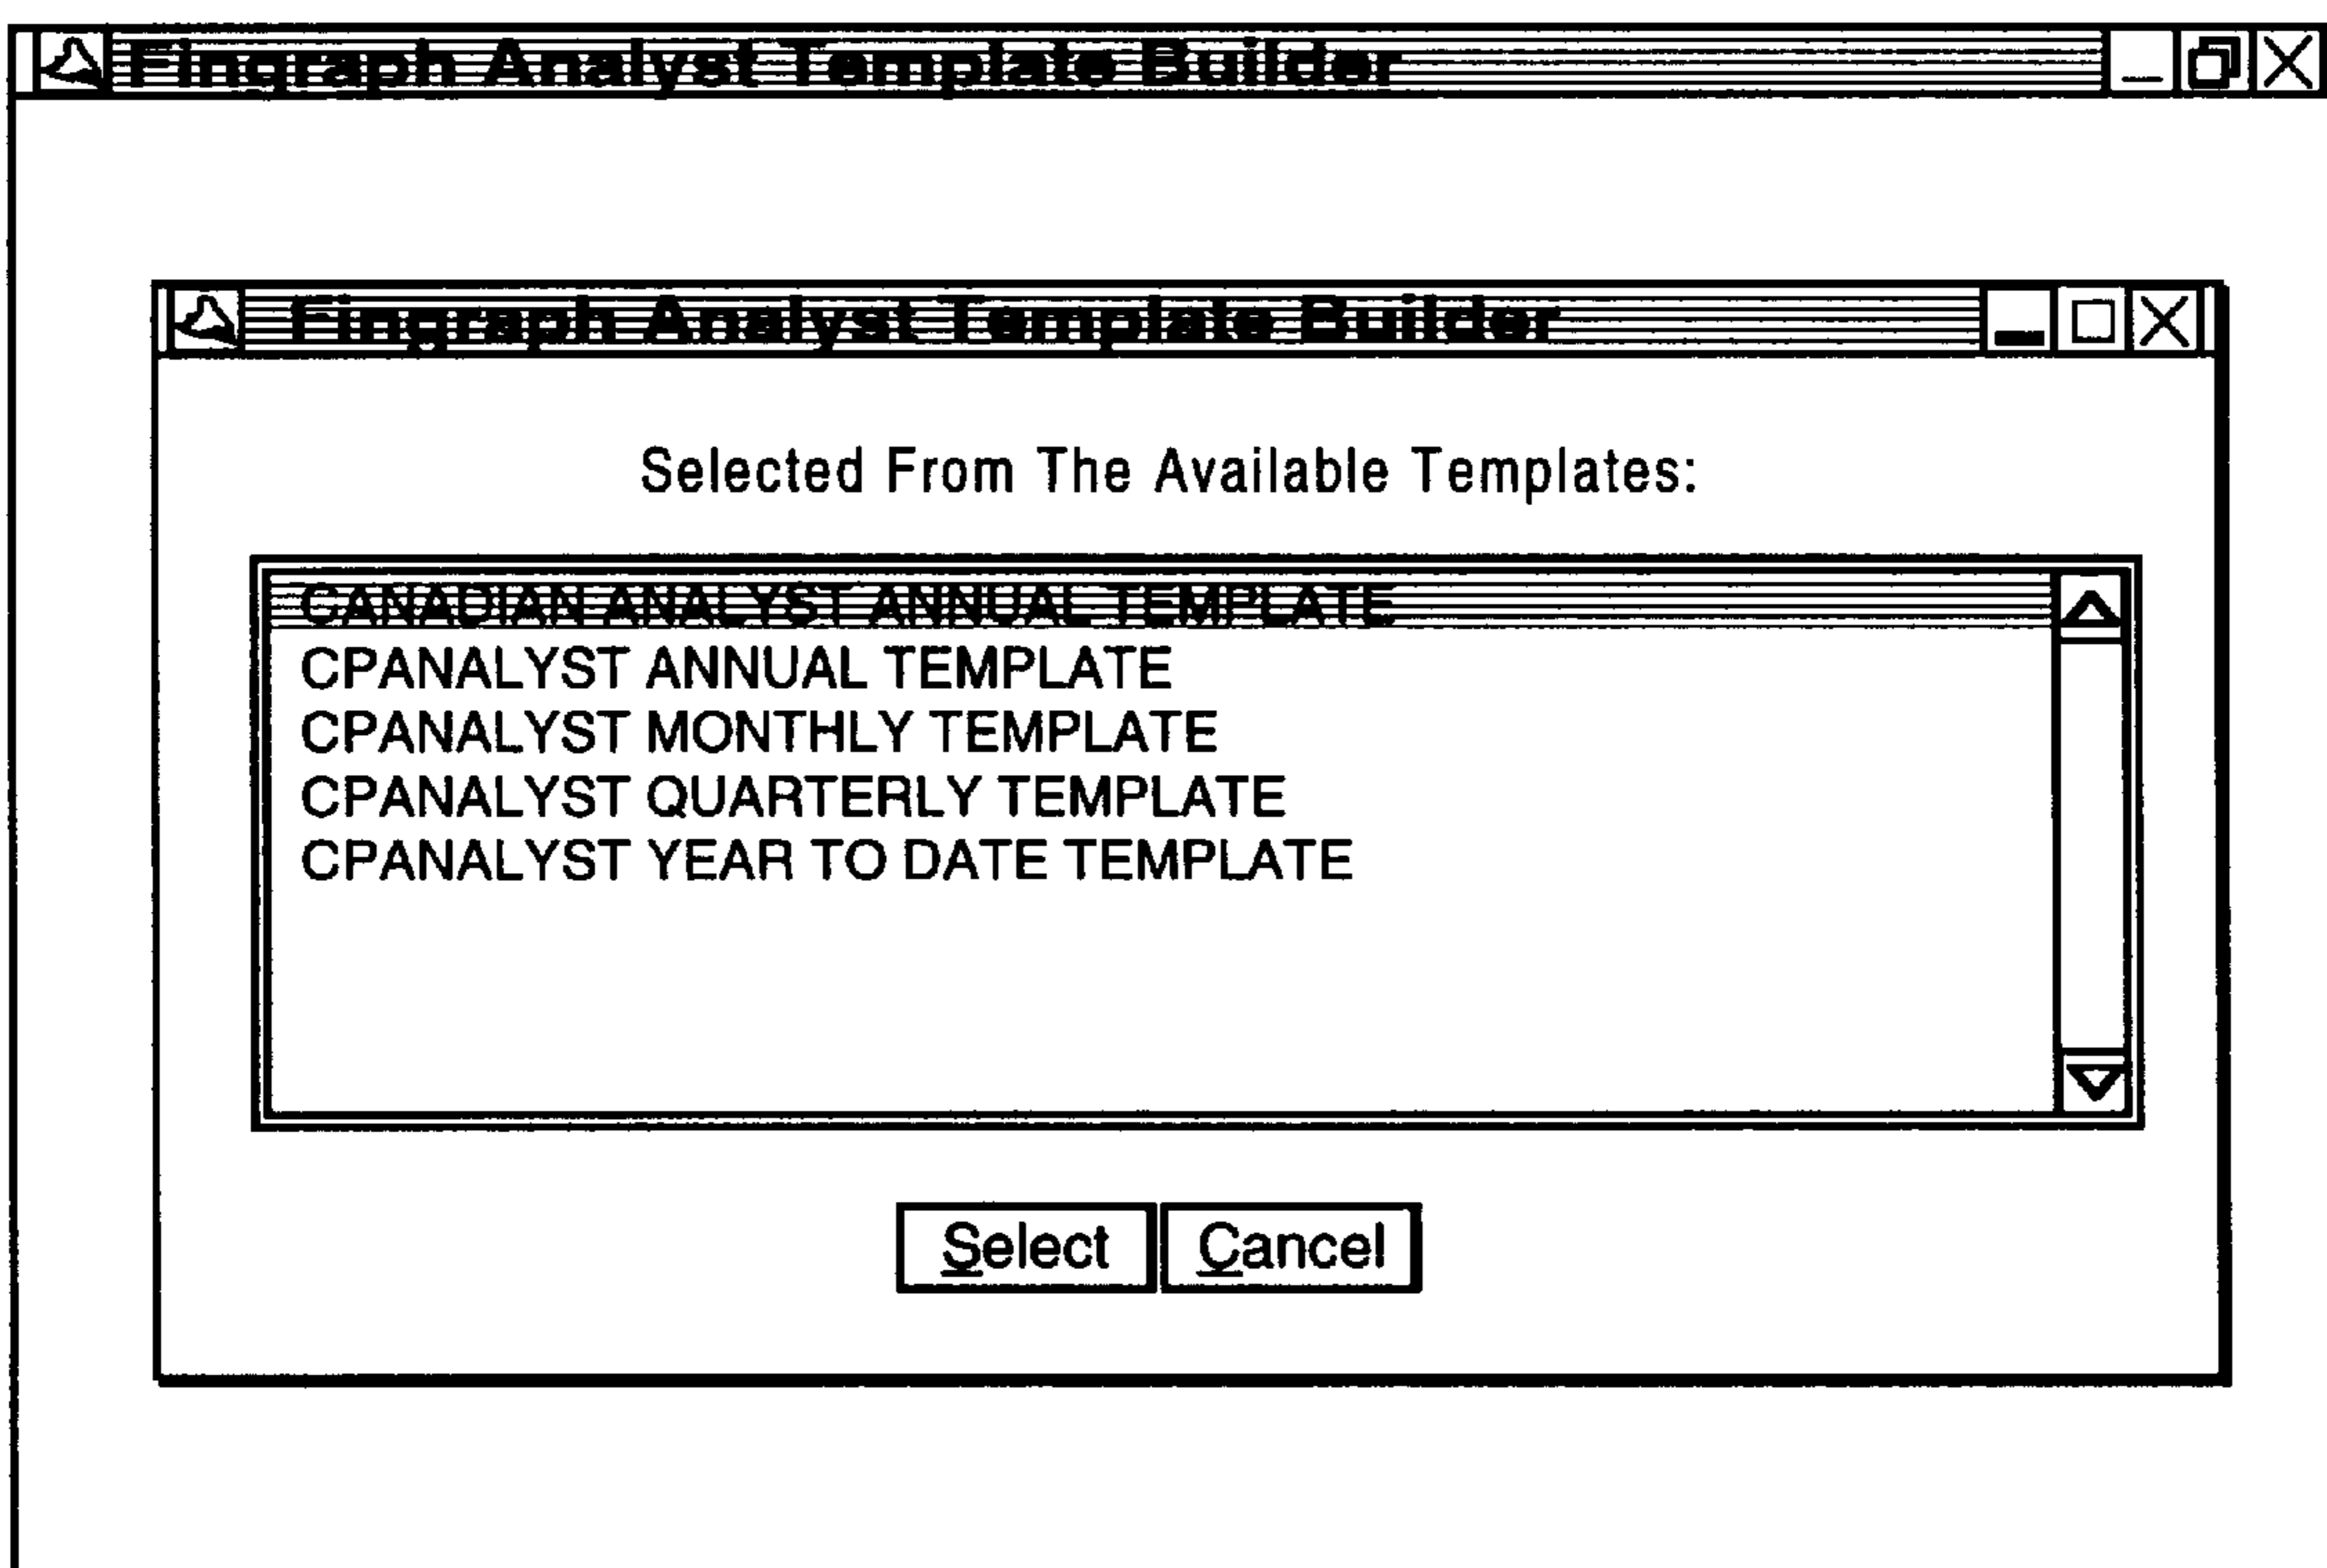 Fingraph Analyst Template Builder
Fingraph Analyst Template Builder
Selected From The Available Templates:
CANADIAN ANALYST ANNUAL TEMPLATE
CPANALYST ANNUAL TEMPLATE
CPANALYST MONTHLY TEMPLATE
CPANALYST QUARTERLY TEMPLATE
CPANALYST YEAR TO DATE TEMPLATE
Select Cancel